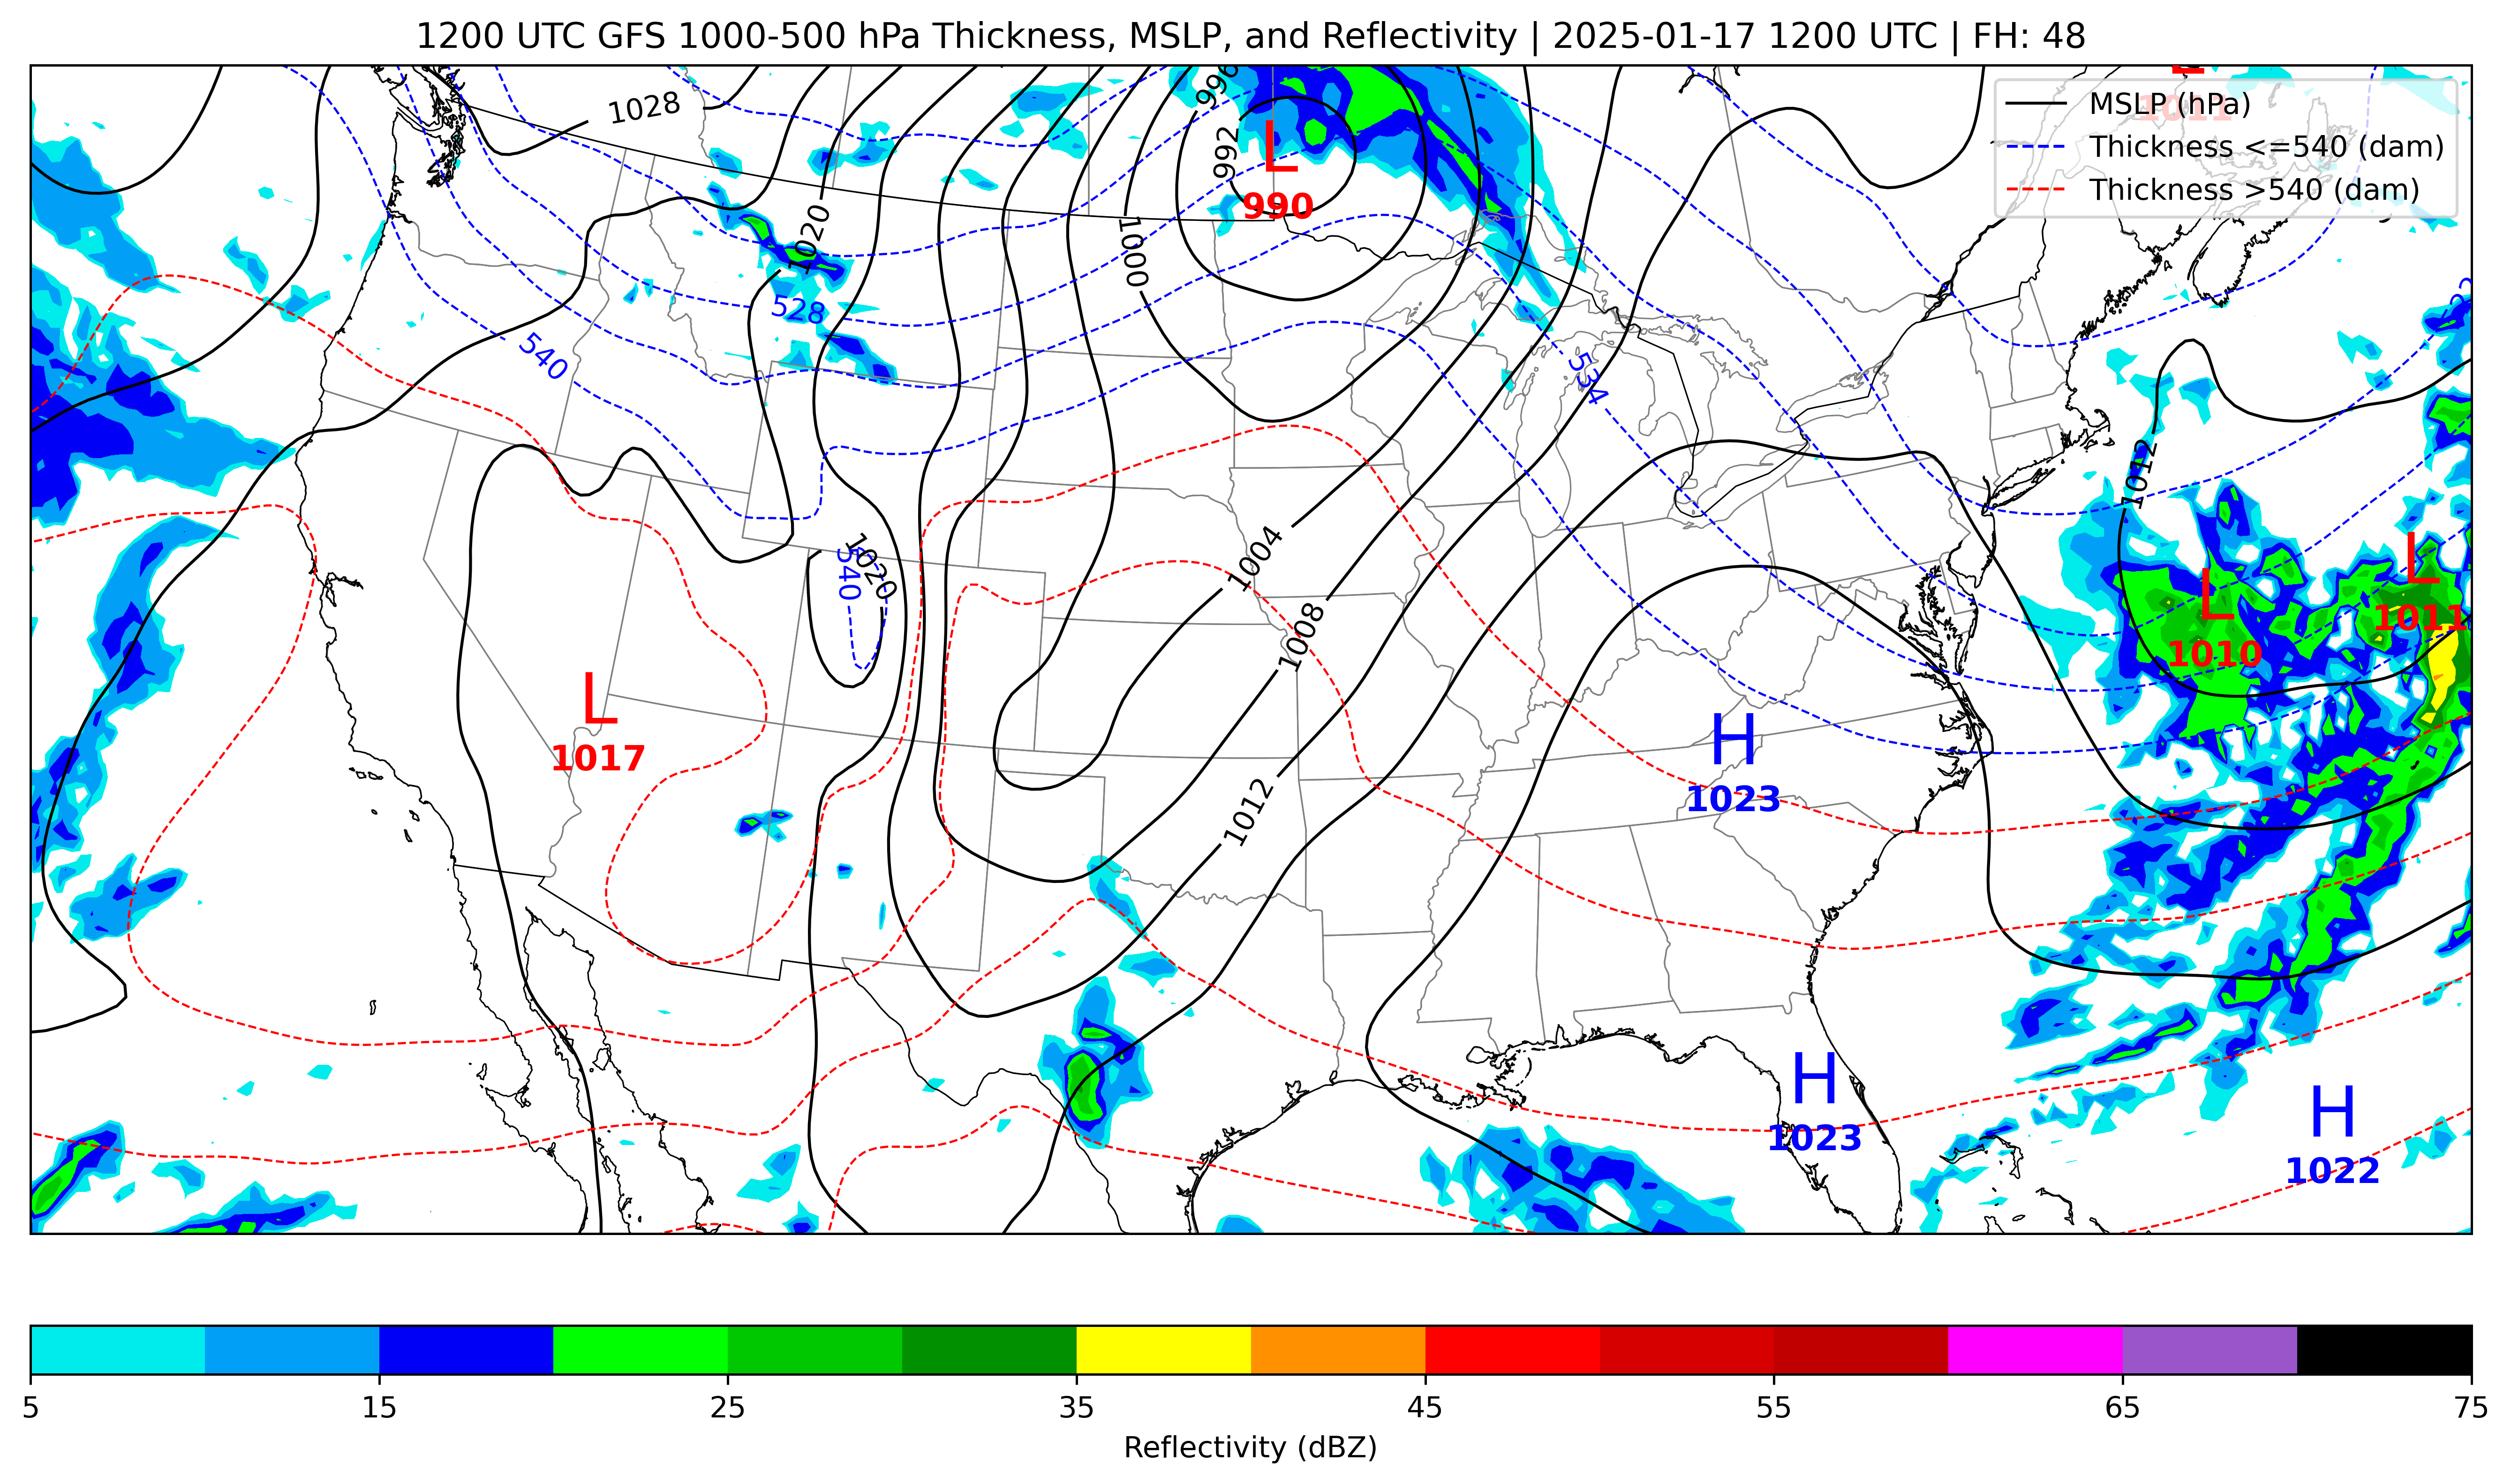 1200 UTC GFS 1000-500 hPa Thickness, MSLP, and Reflectivity | 2025-01-17 1200 UTC | FH: 48
MSLP (hPa)
Thickness <=540 (dam)
Thickness >540 (dam)
1011
1028
996
992
L
990
1020
1000
528
540
534
1012
1020
540
1004
L
1010
L
1011
1008
L
1017
H
1023
1012
H
1023
H
1022
5 15 25 35 45 55 65 75
Reflectivity (dBZ)